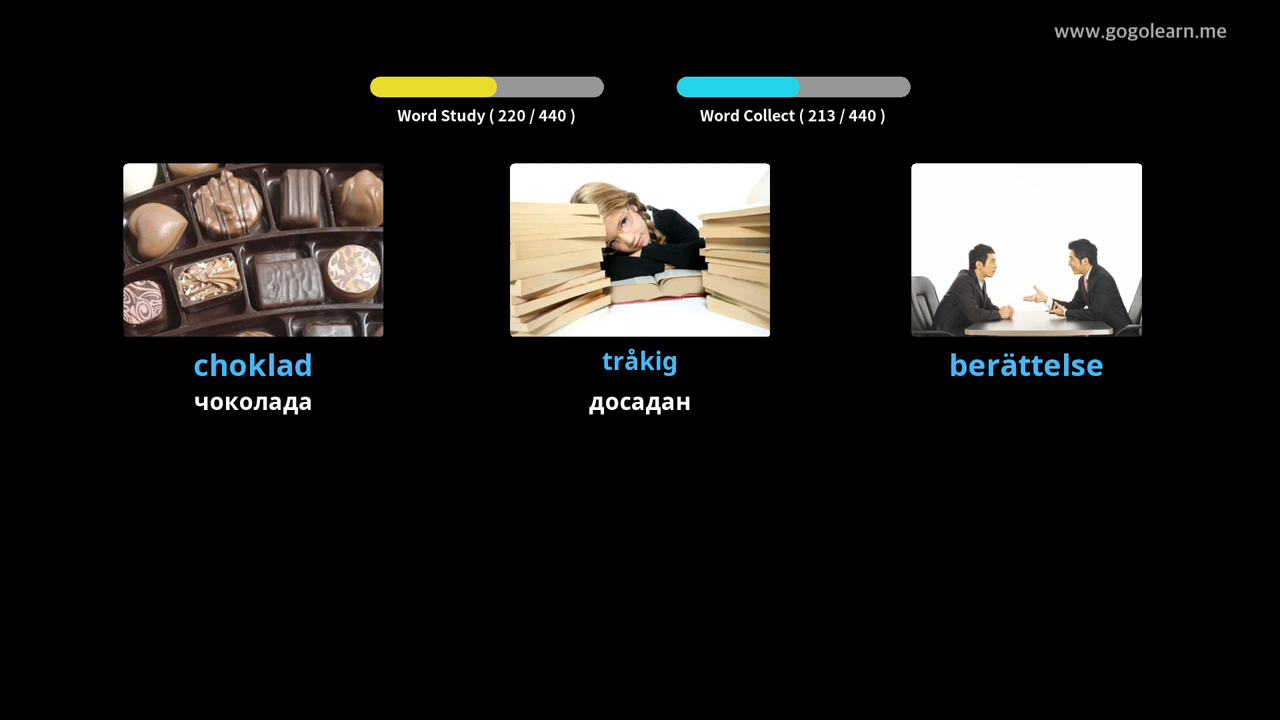 www.gogolearn.me
Word Study ( 220 / 440 )
Word Collect ( 213 / 440 )
choklad
tråkig
berättelse
чоколада
досадан